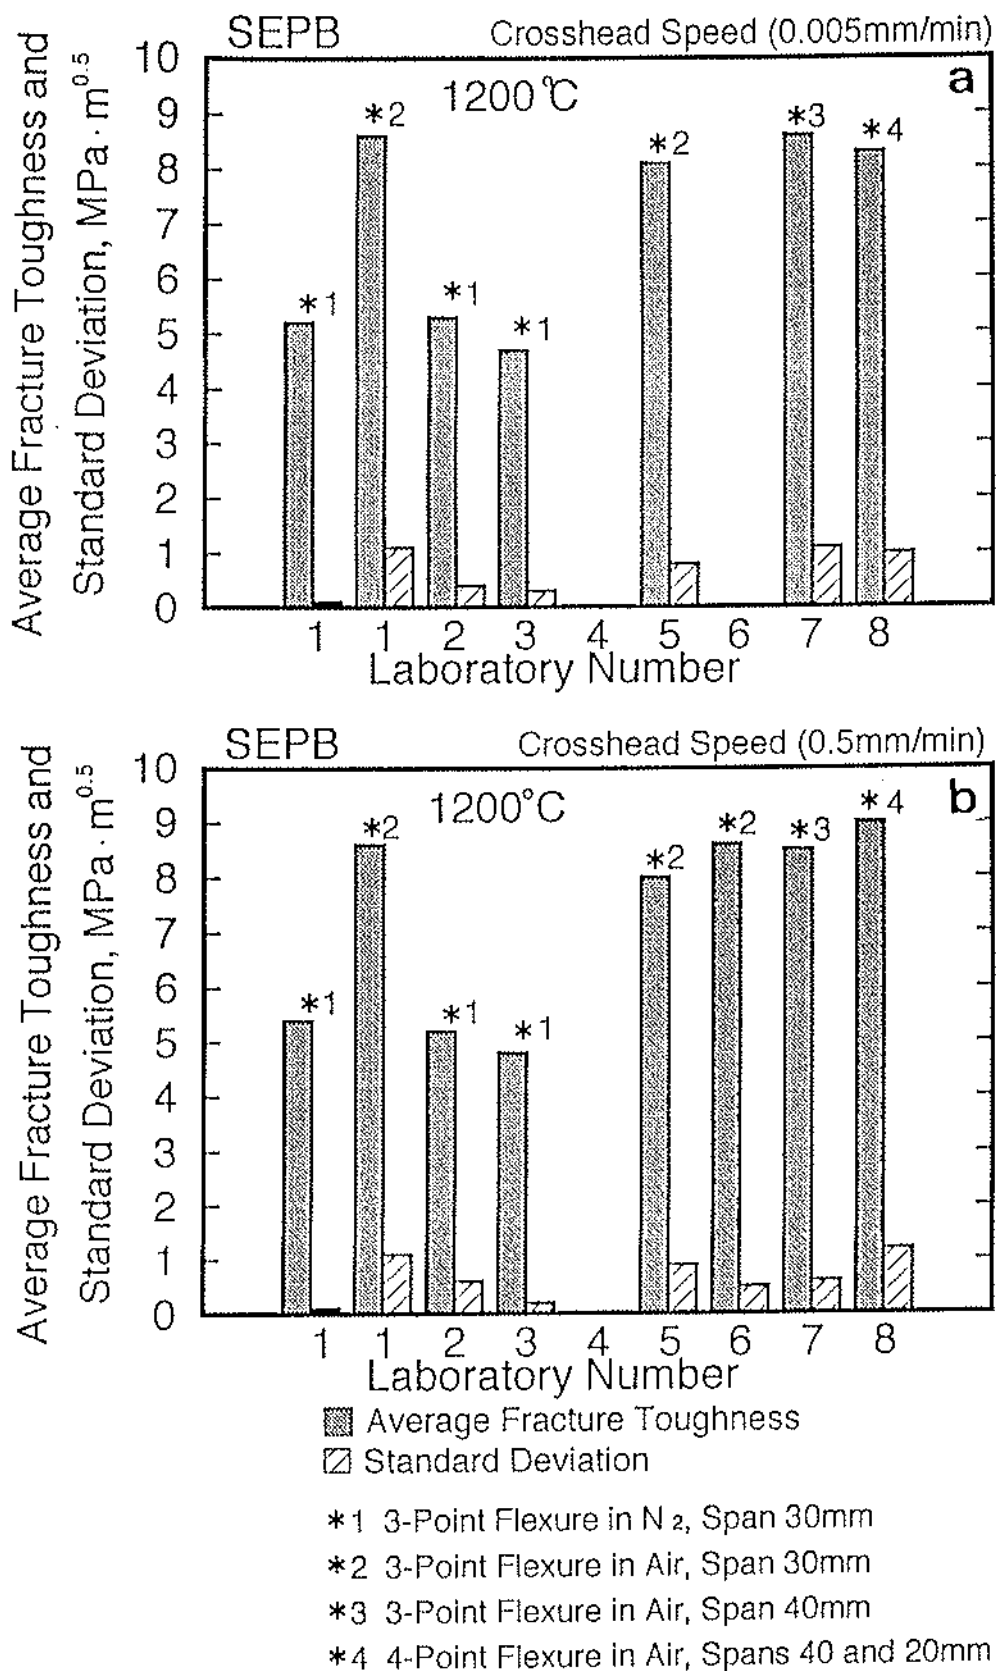 SEPB Crosshead Speed (0.005mm/min)
1200℃ a
Average Fracture Toughness and
Standard Deviation, MPa · m^0.5
10
9
8
7
6
5
4
3
2
1
0
*1
*2
*1
*1
*2
*3
*4
1 1 2 3 4 5 6 7 8
Laboratory Number
SEPB Crosshead Speed (0.5mm/min)
1200°C b
Average Fracture Toughness and
Standard Deviation, MPa · m^0.5
10
9
8
7
6
5
4
3
2
1
0
*1
*2
*1
*1
*2
*2
*3
*4
1 1 2 3 4 5 6 7 8
Laboratory Number
Average Fracture Toughness
Standard Deviation
*1 3-Point Flexure in N₂, Span 30mm
*2 3-Point Flexure in Air, Span 30mm
*3 3-Point Flexure in Air, Span 40mm
*4 4-Point Flexure in Air, Spans 40 and 20mm